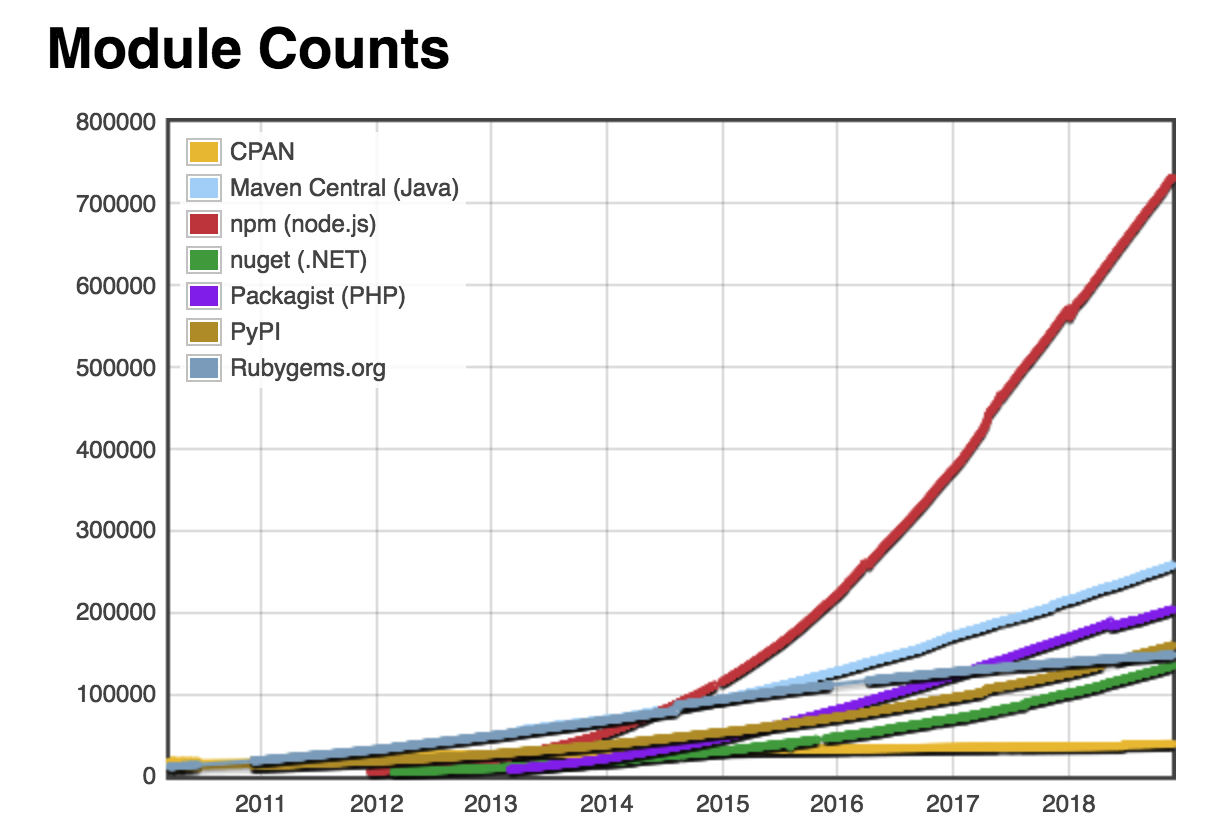 Module Counts
800000
700000
600000
500000
400000
300000
200000
100000
0
CPAN
Maven Central (Java)
npm (node.js)
nuget (.NET)
Packagist (PHP)
PyPI
Rubygems.org
2011 2012 2013 2014 2015 2016 2017 2018